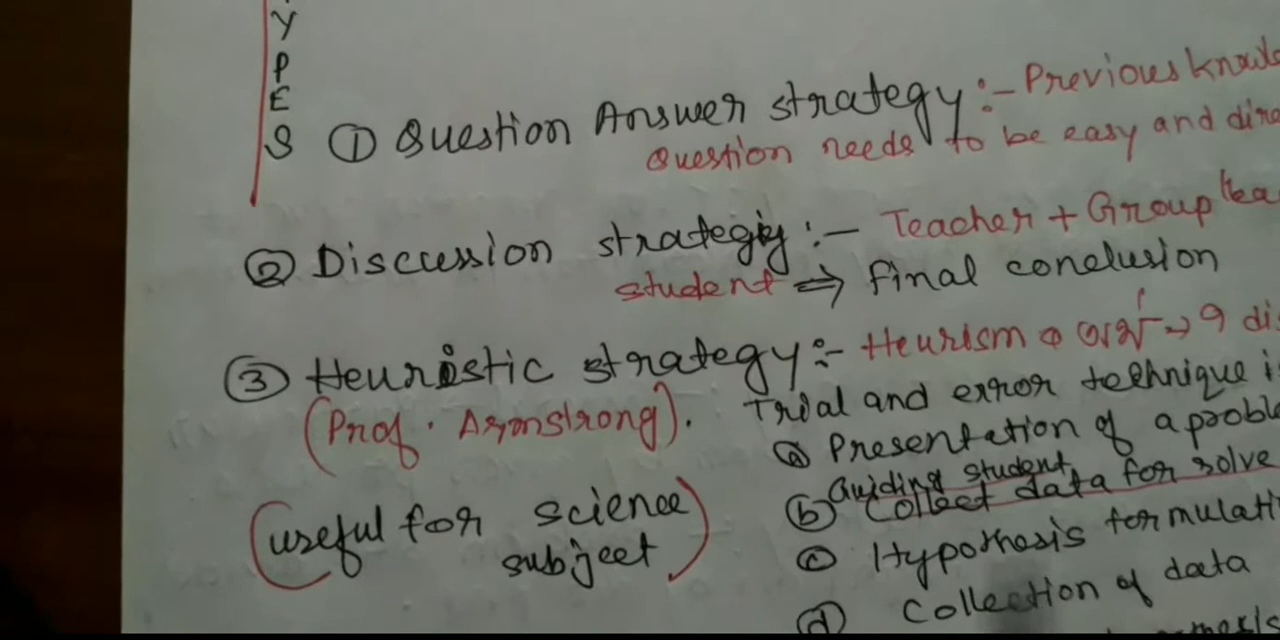 Y
P
E
S
① Question Answer strategy :- Previous
Question needs to be easy and
② Discussion strategy :- Teacher + Group
student ⇒ Final conclusion
③ Heuristic strategy :- Heurism → 9
(Prof. Armstrong). Trial and error technique
ⓐ Presentation of a
Guiding student
(useful for science ⓑ Collect data for solve
subject) ⓒ Hypothesis
ⓓ Collection of data